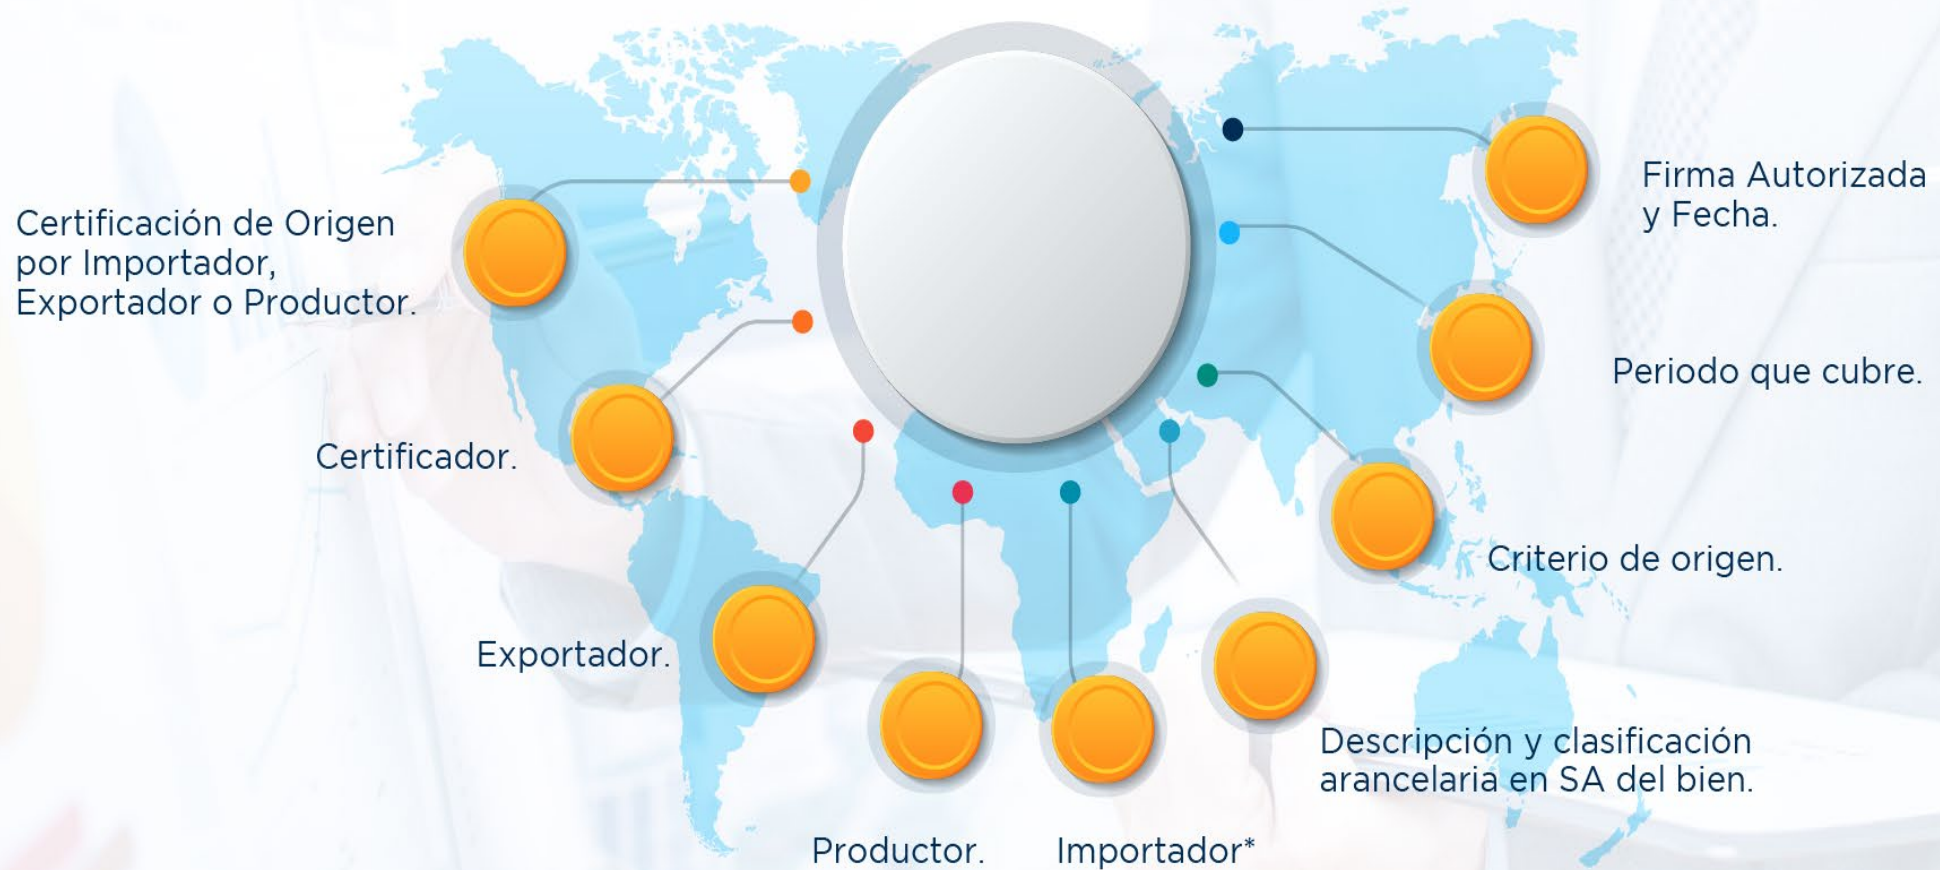 Certificación de Origen
por Importador,
Exportador o Productor.
Certificador.
Exportador.
Productor.
Importador*
Descripción y clasificación
arancelaria en SA del bien.
Criterio de origen.
Periodo que cubre.
Firma Autorizada
y Fecha.